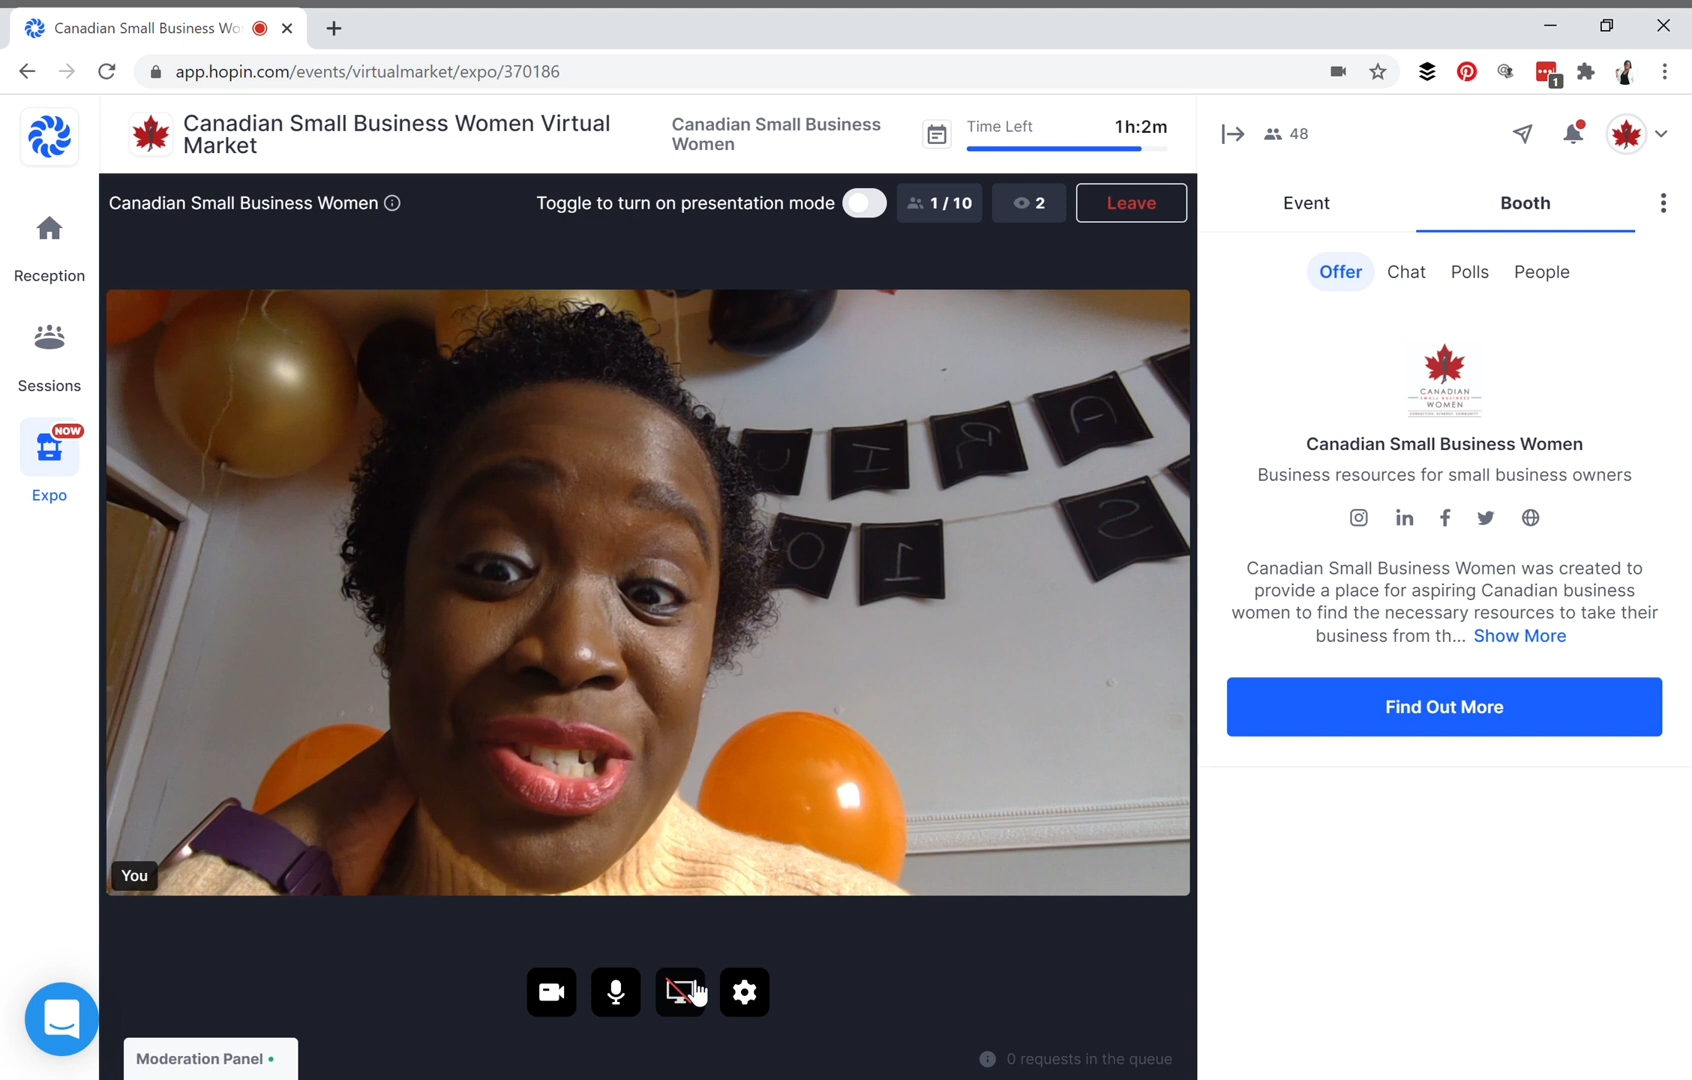 Canadian Small Business Wo
app.hopin.com/events/virtualmarket/expo/370186
1
Canadian Small Business Women Virtual
Market
Canadian Small Business
Women
Time Left
1h:2m
48
Reception
Sessions
NOW
Expo
Canadian Small Business Women
Toggle to turn on presentation mode
1 / 10
2
Leave
You
Moderation Panel
0 requests in the queue
Event
Booth
Offer
Chat
Polls
People
CANADIAN
SMALL BUSINESS
WOMEN
Canadian Small Business Women
Business resources for small business owners
Canadian Small Business Women was created to
provide a place for aspiring Canadian business
women to find the necessary resources to take their
business from th... Show More
Find Out More